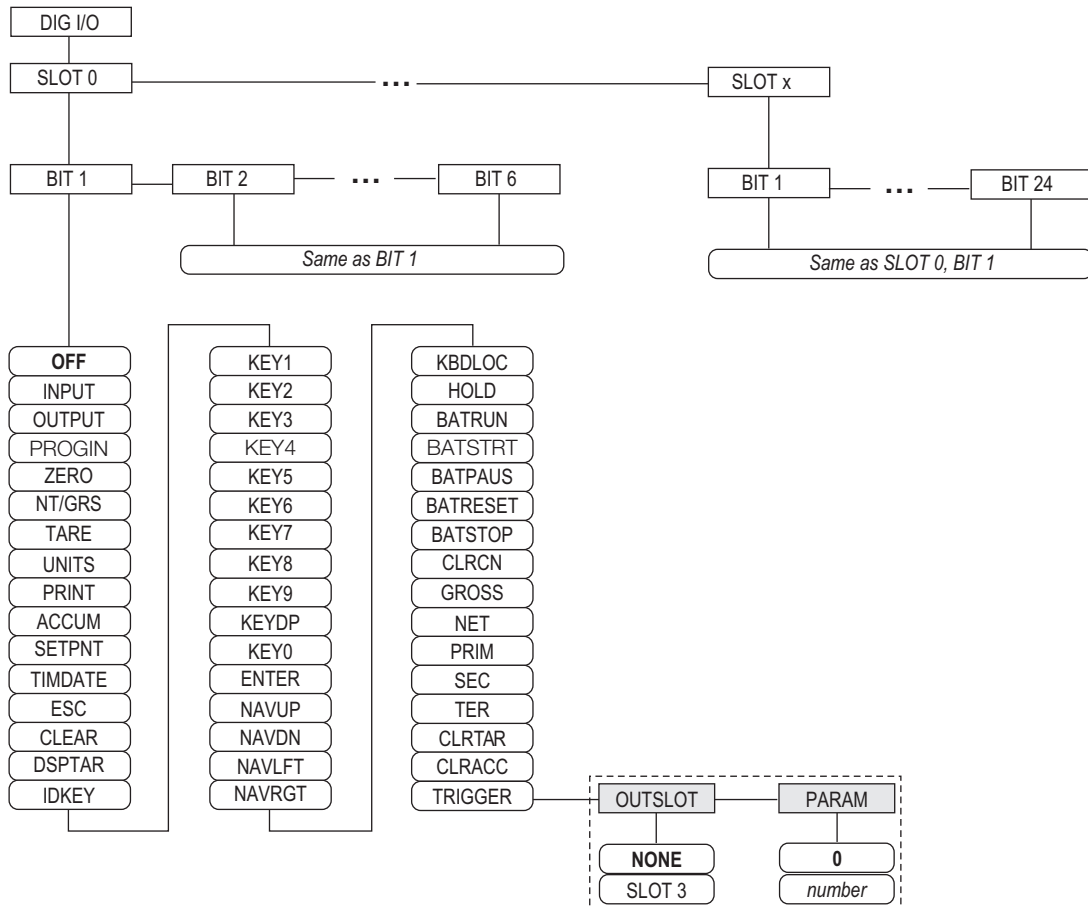 DIG I/O
SLOT 0
...
SLOT x
BIT 1
BIT 2
...
BIT 6
BIT 1
...
BIT 24
Same as BIT 1
Same as SLOT 0, BIT 1
OFF
INPUT
OUTPUT
PROGIN
ZERO
NT/GRS
TARE
UNITS
PRINT
ACCUM
SETPNT
TIMDATE
ESC
CLEAR
DSPTAR
IDKEY
KEY1
KEY2
KEY3
KEY4
KEY5
KEY6
KEY7
KEY8
KEY9
KEYDP
KEY0
ENTER
NAVUP
NAVDN
NAVLFT
NAVRGT
KBDLOC
HOLD
BATRUN
BATSTRT
BATPAUS
BATRESET
BATSTOP
CLRCN
GROSS
NET
PRIM
SEC
TER
CLRTAR
CLRACC
TRIGGER
OUTSLOT
PARAM
NONE
0
SLOT 3
number